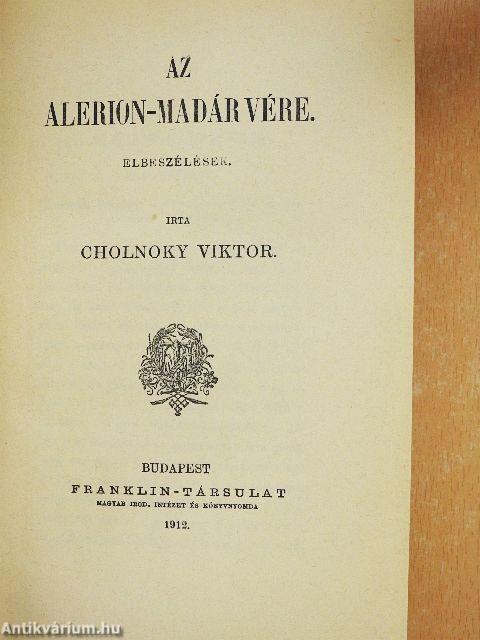 AZ
ALERION-MADÁR VÉRE.
ELBESZÉLÉSEK.
IRTA
CHOLNOKY VIKTOR.
BUDAPEST
FRANKLIN-TÁRSULAT
MAGYAR IROD. INTÉZET ÉS KÖNYVNYOMDA
1912.
Antikvárium.hu